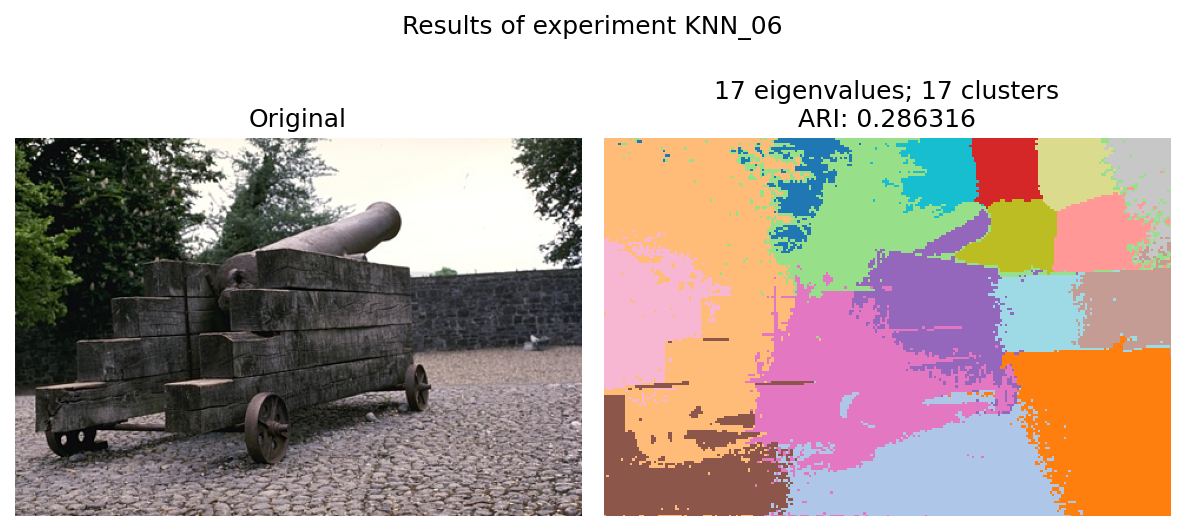 Results of experiment KNN_06
Original
17 eigenvalues; 17 clusters
ARI: 0.286316